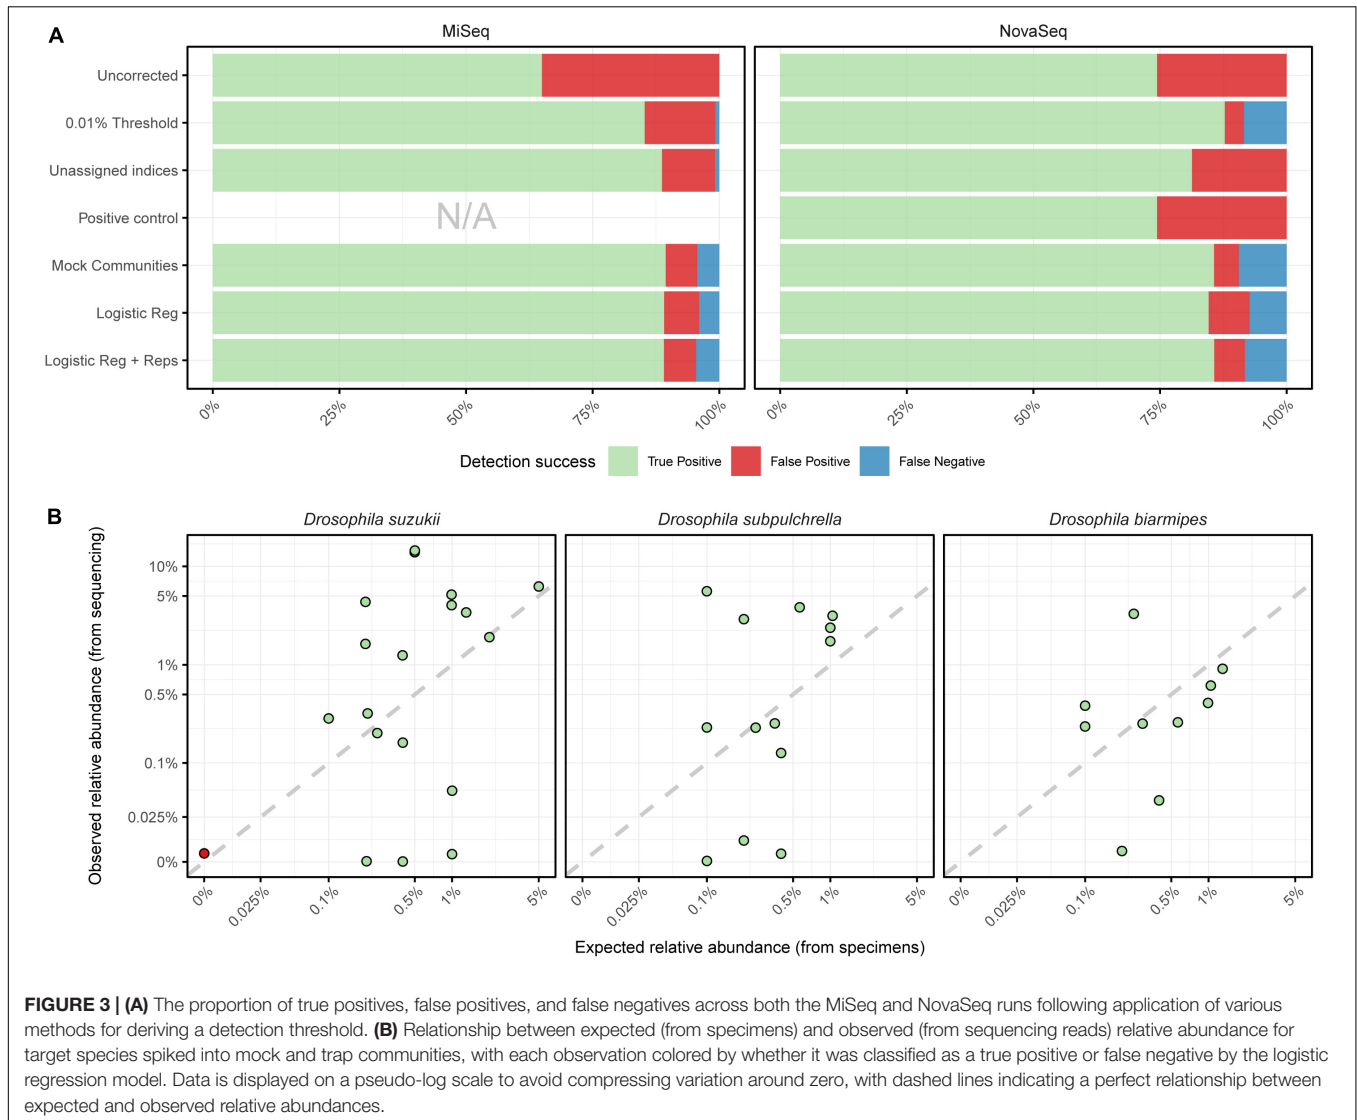 A
MiSeq
NovaSeq
Uncorrected
0.01% Threshold
Unassigned indices
Positive control
Mock Communities
Logistic Reg
Logistic Reg + Reps
N/A
0%
25%
50%
75%
100%
0%
25%
50%
75%
100%
Detection success
True Positive
False Positive
False Negative
B
Drosophila suzukii
Drosophila subpulchrella
Drosophila biarmipes
Observed relative abundance (from sequencing)
10%
5%
1%
0.5%
0.1%
0.025%
0%
0%
0.025%
0.1%
0.5%
1%
5%
0%
0.025%
0.1%
0.5%
1%
5%
0%
0.025%
0.1%
0.5%
1%
5%
Expected relative abundance (from specimens)
FIGURE 3 | (A) The proportion of true positives, false positives, and false negatives across both the MiSeq and NovaSeq runs following application of various
methods for deriving a detection threshold. (B) Relationship between expected (from specimens) and observed (from sequencing reads) relative abundance for
target species spiked into mock and trap communities, with each observation colored by whether it was classified as a true positive or false negative by the logistic
regression model. Data is displayed on a pseudo-log scale to avoid compressing variation around zero, with dashed lines indicating a perfect relationship between
expected and observed relative abundances.